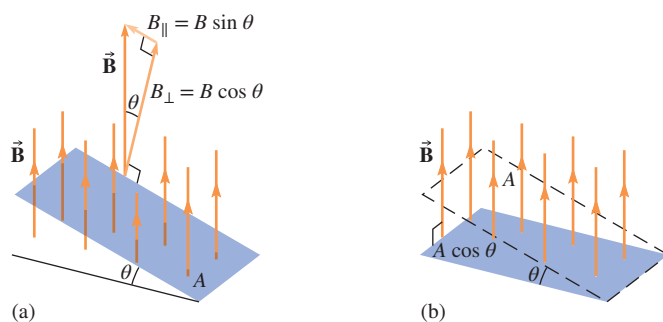 B∥ = B sin θ
B⃗
θ
B⊥ = B cos θ
B⃗
θ
A
(a)
B⃗
A
A cos θ
θ
(b)